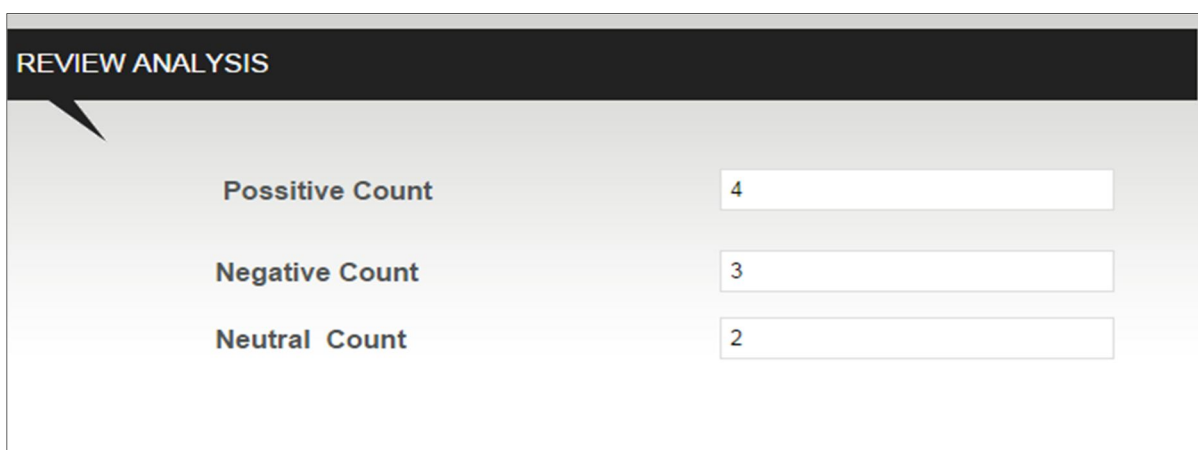 REVIEW ANALYSIS
Possitive Count 4
Negative Count 3
Neutral Count 2